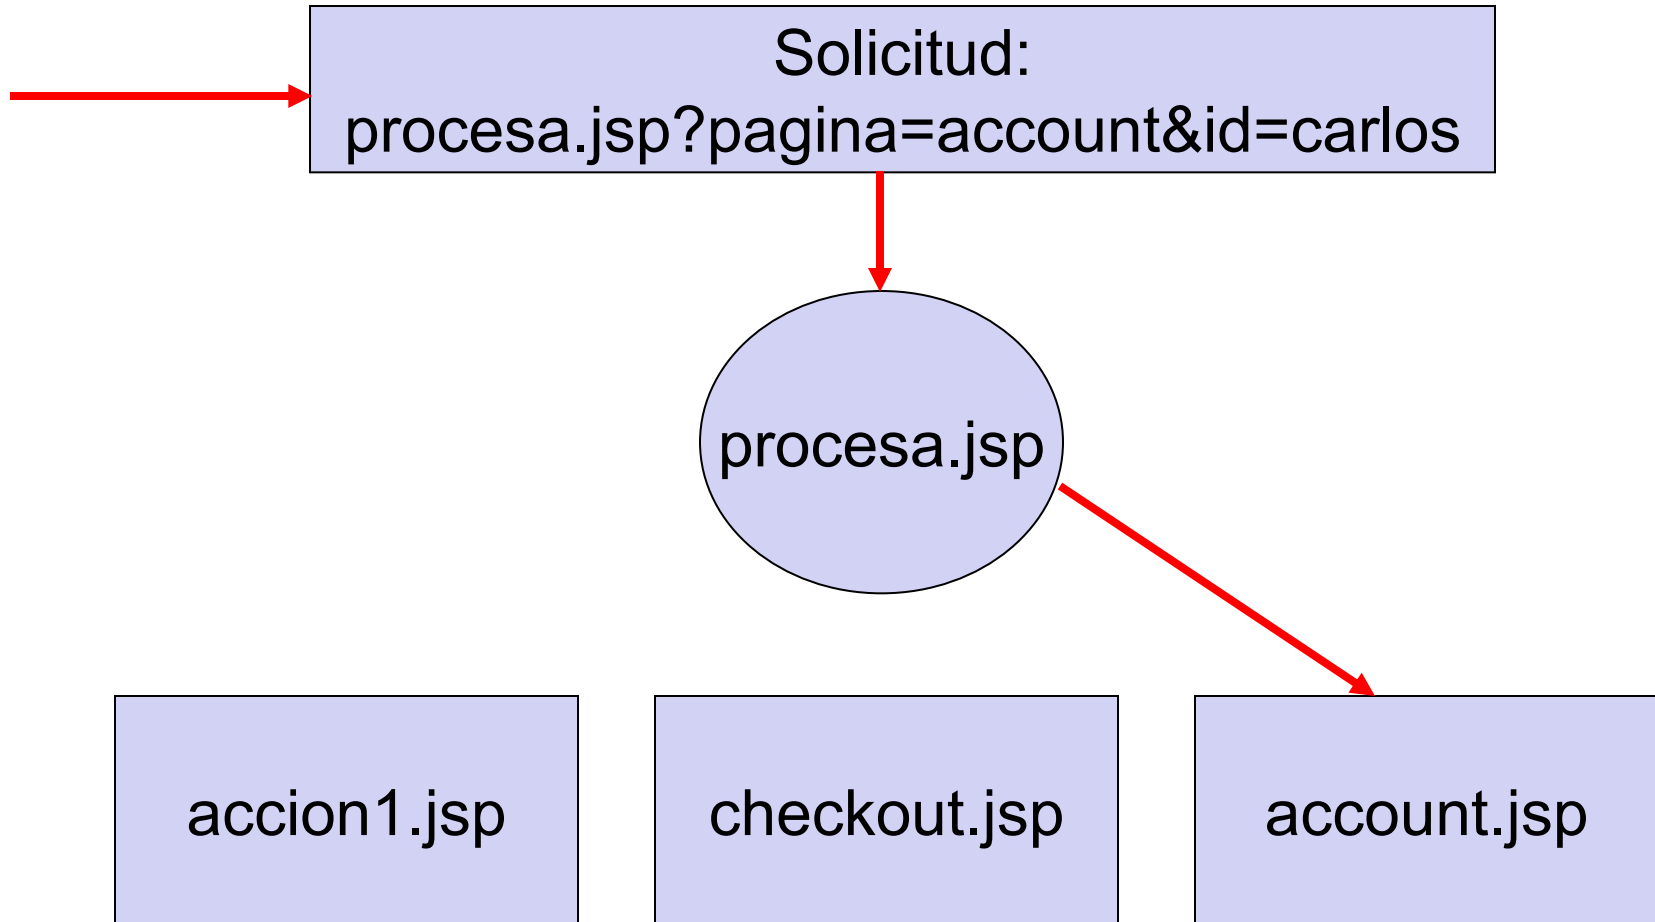 Solicitud:
procesa.jsp?pagina=account&id=carlos
procesa.jsp
accion1.jsp
checkout.jsp
account.jsp